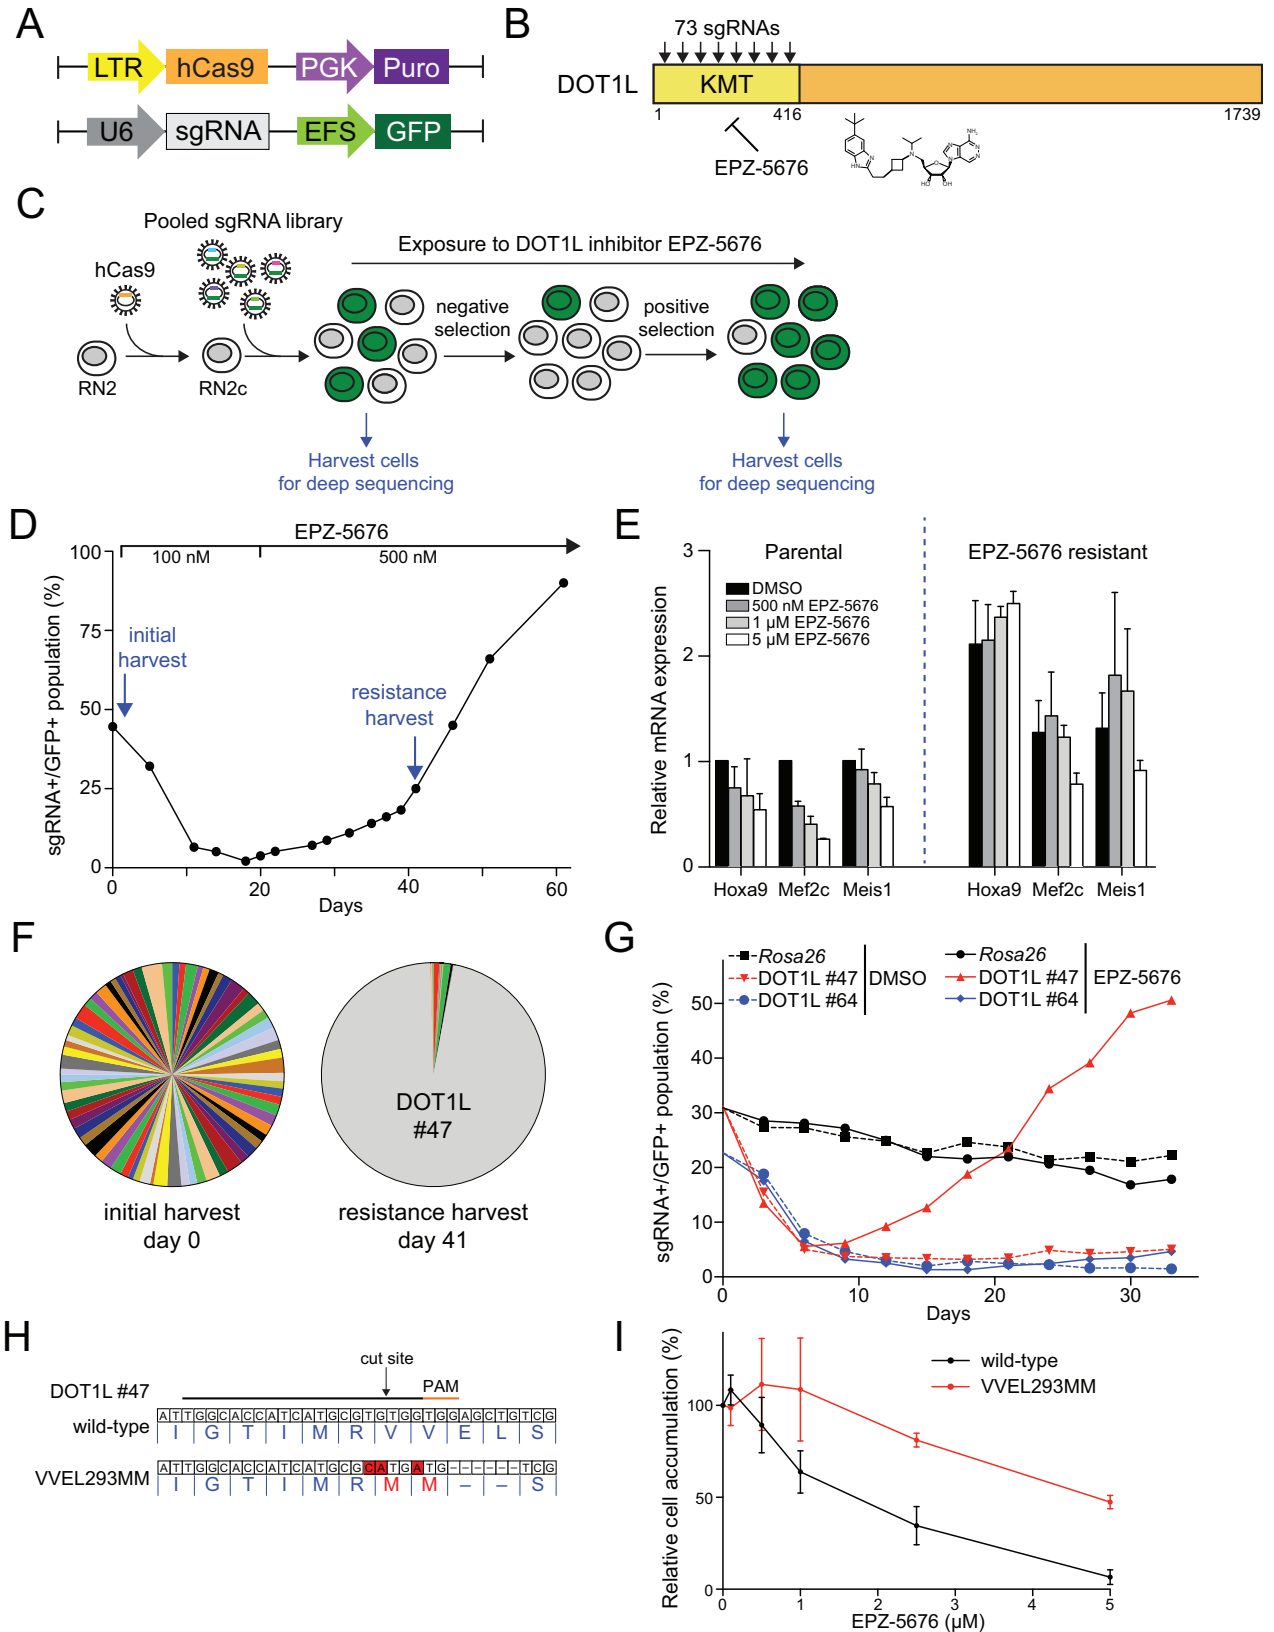 A
LTR hCas9 PGK Puro
U6 sgRNA EFS GFP
B
73 sgRNAs
DOT1L KMT
1 416 1739
EPZ-5676
NH₂
N N N N N N
HN O
HO OH
C
Pooled sgRNA library
Exposure to DOT1L inhibitor EPZ-5676
hCas9
negative selection
positive selection
RN2 RN2c
Harvest cells
for deep sequencing
Harvest cells
for deep sequencing
D
EPZ-5676
100 nM 500 nM
sgRNA+/GFP+ population (%)
100
75
50
25
0
initial
harvest
resistance
harvest
0 20 40 60
Days
E
Relative mRNA expression
3
2
1
0
Parental EPZ-5676 resistant
DMSO
500 nM EPZ-5676
1 µM EPZ-5676
5 µM EPZ-5676
Hoxa9 Mef2c Meis1 Hoxa9 Mef2c Meis1
F
DOT1L
#47
initial harvest
day 0
resistance harvest
day 41
G
Rosa26
DOT1L #47
DOT1L #64
DMSO
Rosa26
DOT1L #47
DOT1L #64
EPZ-5676
sgRNA+/GFP+ population (%)
50
40
30
20
10
0
0 10 20 30
Days
H
cut site
DOT1L #47 PAM
wild-type
ATTGGCACCATCATGCGTGTGGTGGAGCTGTCG
I G T I M R V V E L S
VVEL293MM
ATTGGCACCATCATGCGCATGATG------TCG
I G T I M R M M – – S
I
Relative cell accumulation (%)
100
50
0
wild-type
VVEL293MM
0 1 2 3 4 5
EPZ-5676 (µM)